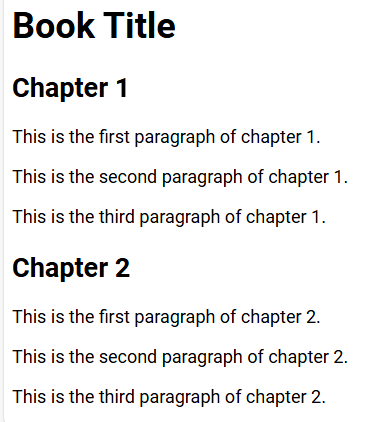 Book Title
Chapter 1
This is the first paragraph of chapter 1.
This is the second paragraph of chapter 1.
This is the third paragraph of chapter 1.
Chapter 2
This is the first paragraph of chapter 2.
This is the second paragraph of chapter 2.
This is the third paragraph of chapter 2.